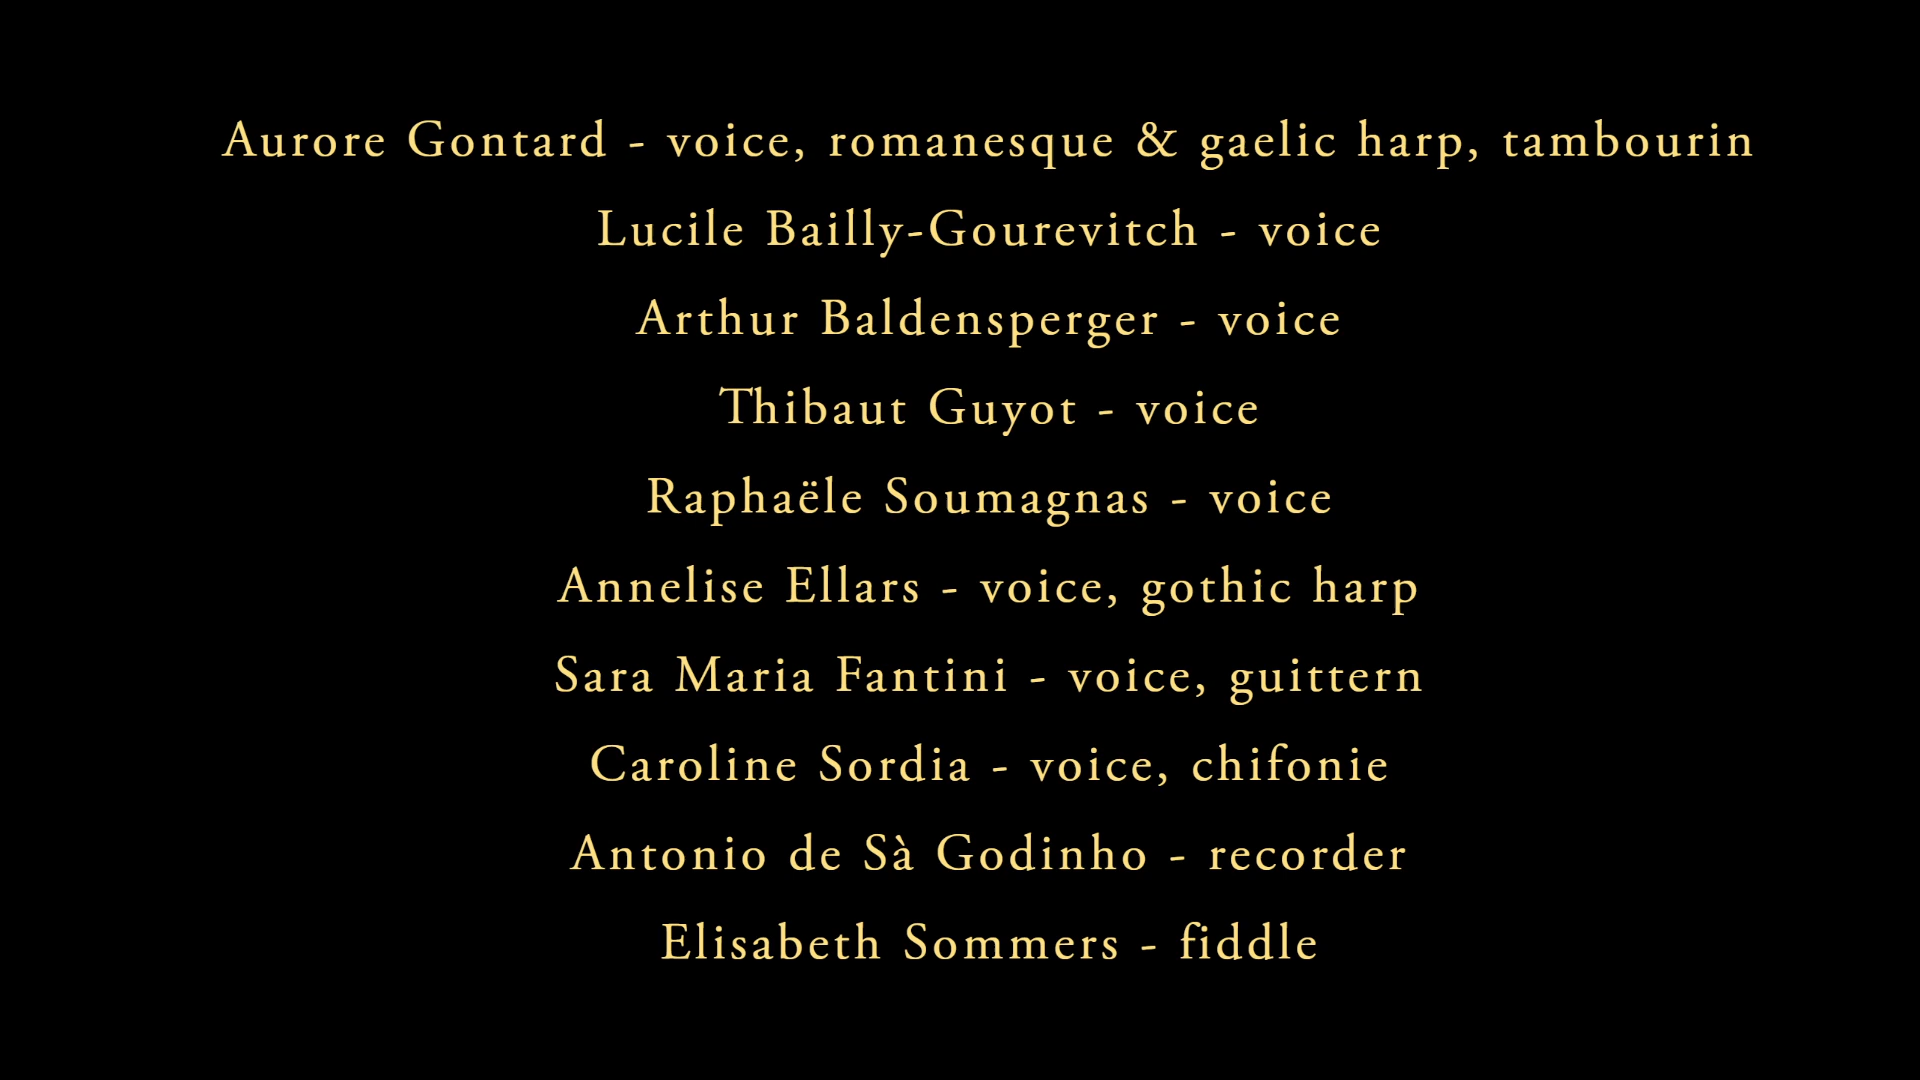 Aurore Gontard - voice, romanesque & gaelic harp, tambourin
Lucile Bailly-Gourevitch - voice
Arthur Baldensperger - voice
Thibaut Guyot - voice
Raphaële Soumagnas - voice
Annelise Ellars - voice, gothic harp
Sara Maria Fantini - voice, guittern
Caroline Sordia - voice, chifonie
Antonio de Sà Godinho - recorder
Elisabeth Sommers - fiddle